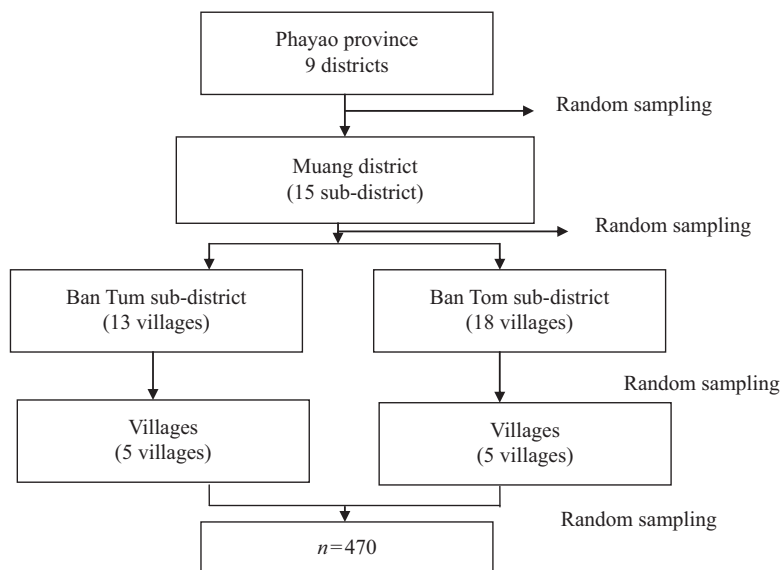 Phayao province
9 districts
Random sampling
Muang district
(15 sub-district)
Random sampling
Ban Tum sub-district
(13 villages)
Ban Tom sub-district
(18 villages)
Random sampling
Villages
(5 villages)
Villages
(5 villages)
Random sampling
n=470